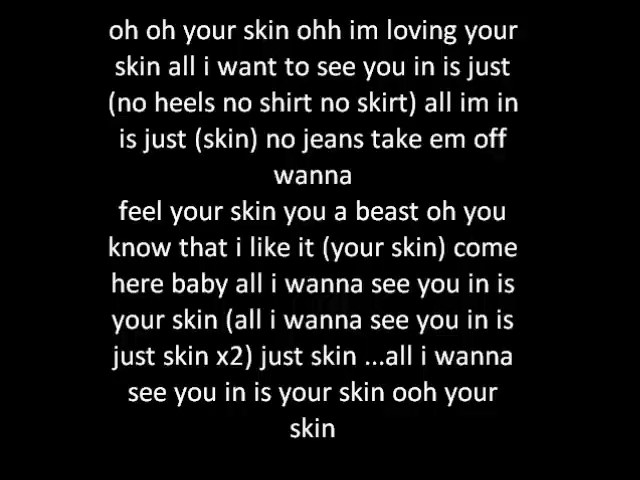 oh oh your skin ohh im loving your
skin all i want to see you in is just
(no heels no shirt no skirt) all im in
is just (skin) no jeans take em off
wanna
feel your skin you a beast oh you
know that i like it (your skin) come
here baby all i wanna see you in is
your skin (all i wanna see you in is
just skin x2) just skin ...all i wanna
see you in is your skin ooh your
skin